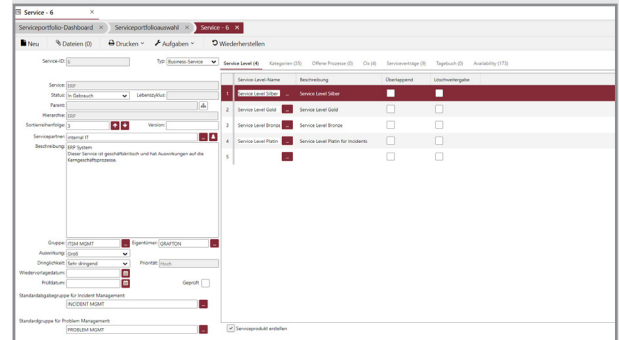 Service - 6 ×
Serviceportfolio-Dashboard × Serviceportfolioauswahl × Service - 6 ×
Neu Dateien (0) Drucken Aufgaben Wiederherstellen
Service-ID: 6 Typ: Business-Service
Service Level (4) Kategorien (35) Offene Prozesse (0) CIs (4) Serviceverträge (9) Tagebuch (0) Availability (173)
Service-Level-Name Beschreibung Überlappend Löschweitergabe
1 Service Level Silber ... Service Level Silber
2 Service Level Gold ... Service Level Gold
3 Service Level Bronze ... Service Level Bronze
4 Service Level Platin ... Service Level Platin für Incidents
5 ...
Service: ERP
Status: In Gebrauch Lebenszyklus:
Parent:
Hierarchie: ERP
Sortierreihenfolge: 3 Version:
Servicepartner: internal IT ...
Beschreibung: ERP System
Dieser Service ist geschäftskritisch und hat Auswirkungen auf die
Kerngeschäftsprozesse.
Gruppe: ITSM MGMT ... Eigentümer: GRAFTON ...
Auswirkung: Groß
Dringlichkeit: Sehr dringend Priorität: Hoch
Wiedervorlagedatum:
Prüfdatum: Geprüft
Standardabgabegruppe für Incident Management
INCIDENT MGMT ...
Standardgruppe für Problem Management
PROBLEM MGMT ...
Serviceprodukt erstellen